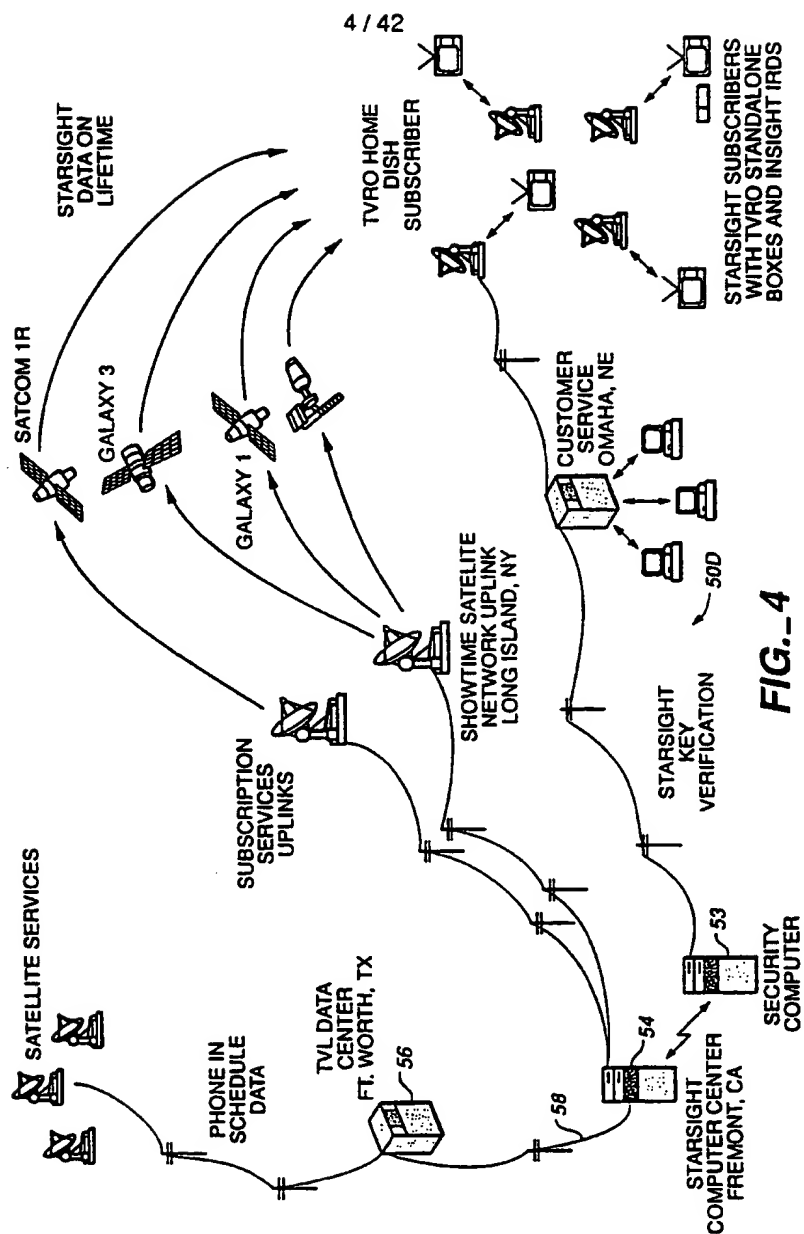 4 / 42
SATELLITE SERVICES
PHONE IN
SCHEDULE
DATA
TVL DATA
CENTER
FT. WORTH, TX
56
58
54
STARSIGHT
COMPUTER CENTER
FREMONT, CA
53
SECURITY
COMPUTER
SUBSCRIPTION
SERVICES
UPLINKS
SHOWTIME SATELITE
NETWORK UPLINK
LONG ISLAND, NY
STARSIGHT
KEY
VERIFICATION
50D
CUSTOMER
SERVICE
OMAHA, NE
SATCOM 1R
GALAXY 3
GALAXY 1
STARSIGHT
DATA ON
LIFETIME
TVRO HOME
DISH
SUBSCRIBER
STARSIGHT SUBSCRIBERS
WITH TVRO STANDALONE
BOXES AND INSIGHT IRDS
FIG._4